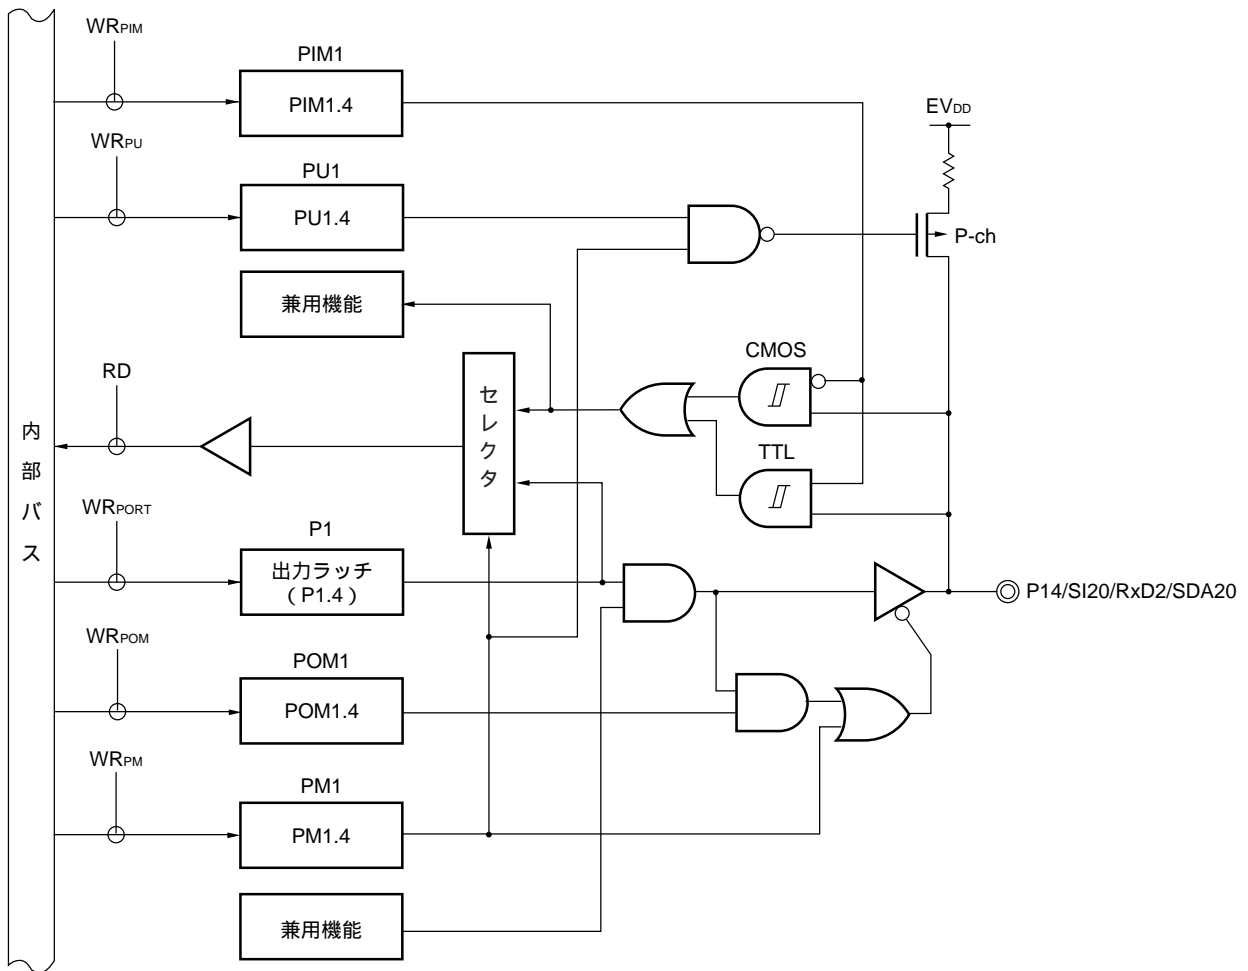 WRPIM
PIM1
PIM1.4
EVDD
WRPU
PU1
PU1.4
P-ch
兼用機能
CMOS
RD
セレクタ
TTL
内部バス
WRPORT
P1
出力ラッチ
(P1.4)
P14/SI20/RxD2/SDA20
WRPOM
POM1
POM1.4
WRPM
PM1
PM1.4
兼用機能